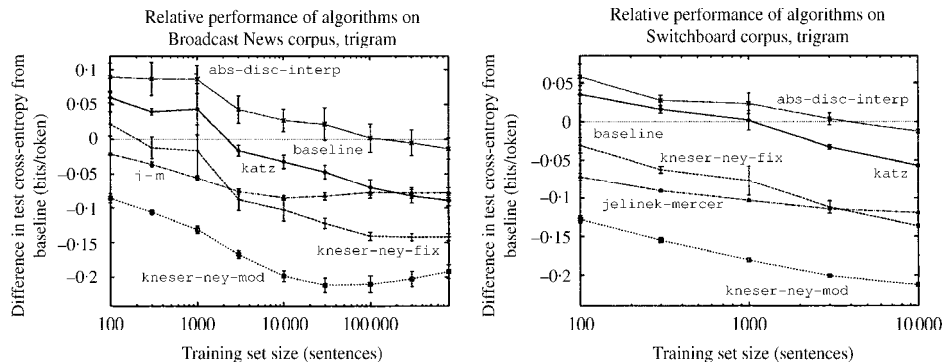 Relative performance of algorithms on
Broadcast News corpus, trigram
Difference in test cross-entropy from
baseline (bits/token)
0·1
0·05
0
–0·05
–0·1
–0·15
–0·2
abs-disc-interp
baseline
katz
j-m
kneser-ney-fix
kneser-ney-mod
100 1000 10 000 100 000
Training set size (sentences)
Relative performance of algorithms on
Switchboard corpus, trigram
Difference in test cross-entropy from
baseline (bits/token)
0·05
0
–0·05
–0·1
–0·15
–0·2
abs-disc-interp
baseline
kneser-ney-fix
katz
jelinek-mercer
kneser-ney-mod
100 1000 10 000
Training set size (sentences)